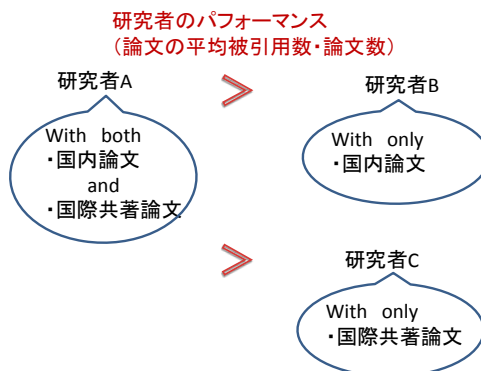 研究者のパフォーマンス
（論文の平均被引用数・論文数）
研究者A
＞
研究者B
With both
・国内論文
and
・国際共著論文
With only
・国内論文
＞
研究者C
With only
・国際共著論文